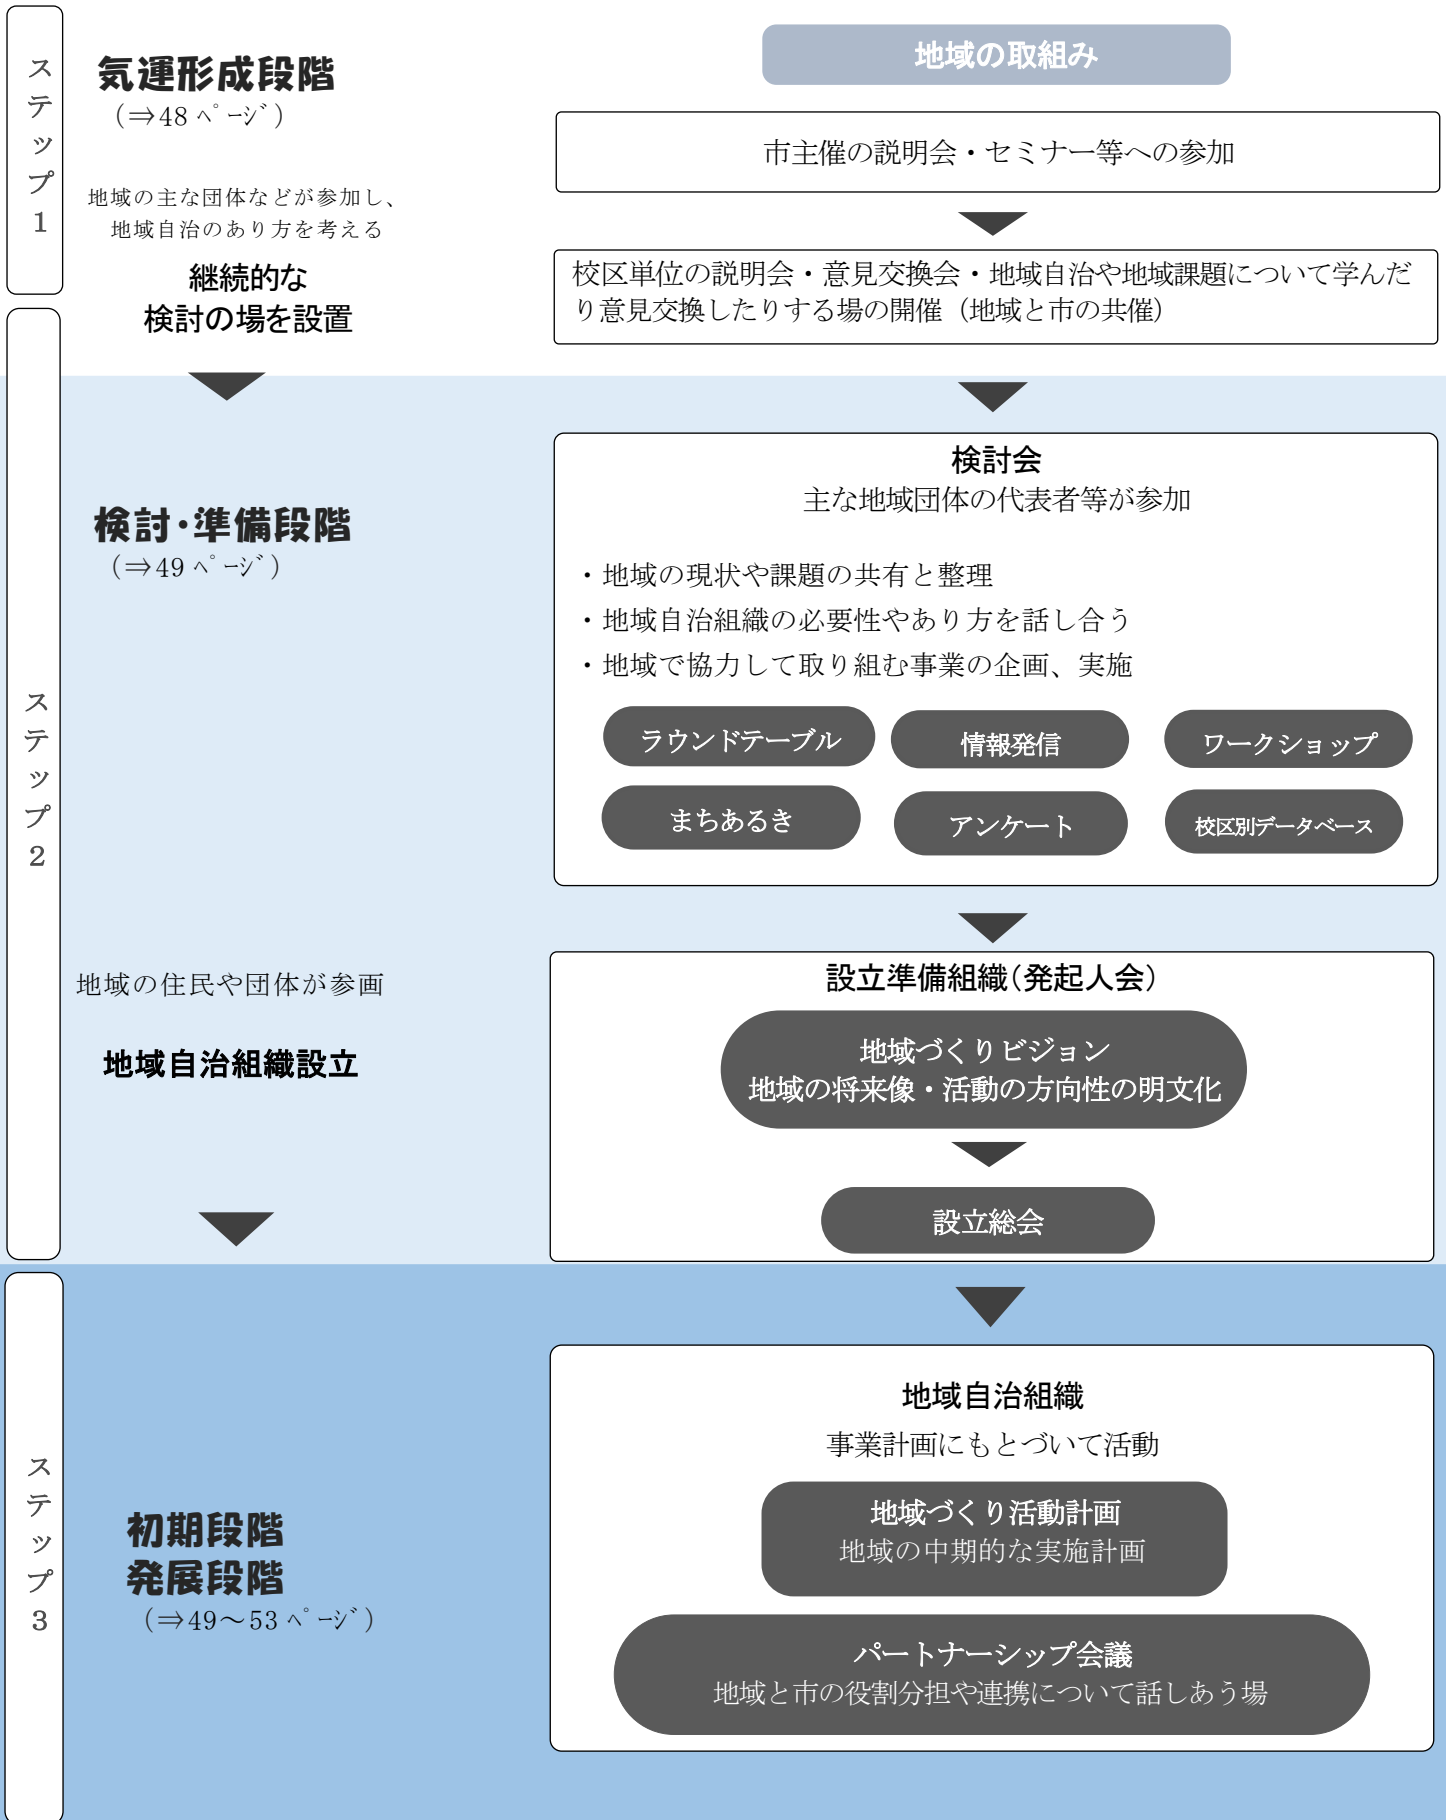 ステップ1
気運形成段階
（⇒48 ﾍﾟｰｼﾞ）
地域の主な団体などが参加し、
地域自治のあり方を考える
継続的な
検討の場を設置
地域の取組み
市主催の説明会・セミナー等への参加
校区単位の説明会・意見交換会・地域自治や地域課題について学んだ
り意見交換したりする場の開催（地域と市の共催）
ステップ2
検討・準備段階
（⇒49 ﾍﾟｰｼﾞ）
検討会
主な地域団体の代表者等が参加
・地域の現状や課題の共有と整理
・地域自治組織の必要性やあり方を話し合う
・地域で協力して取り組む事業の企画、実施
ラウンドテーブル
情報発信
ワークショップ
まちあるき
アンケート
校区別データベース
地域の住民や団体が参画
地域自治組織設立
設立準備組織（発起人会）
地域づくりビジョン
地域の将来像・活動の方向性の明文化
設立総会
ステップ3
初期段階
発展段階
（⇒49～53 ﾍﾟｰｼﾞ）
地域自治組織
事業計画にもとづいて活動
地域づくり活動計画
地域の中期的な実施計画
パートナーシップ会議
地域と市の役割分担や連携について話しあう場